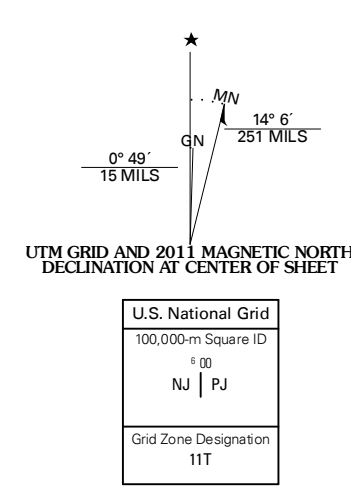 ★
MN
GN
14° 6´
251 MILS
0° 49´
15 MILS
UTM GRID AND 2011 MAGNETIC NORTH
DECLINATION AT CENTER OF SHEET
U.S. National Grid
100,000-m Square ID
6 00
NJ | PJ
Grid Zone Designation
11T